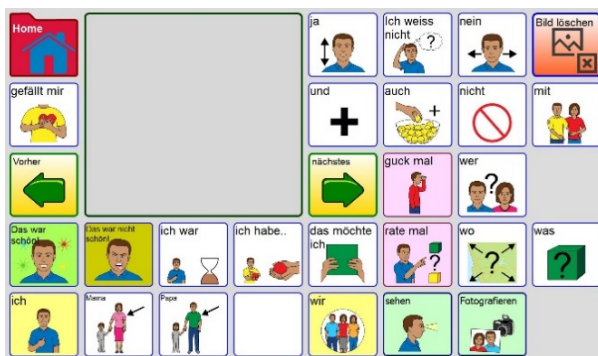 Home
ja
Ich weiss
nicht
?
nein
Bild löschen
gefällt mir
und
auch
nicht
mit
Vorher
nächstes
guck mal
wer
?
Das war
schön!
Das war nicht
schön!
ich war
ich habe..
das möchte
ich
rate mal
?
wo
?
was
?
ich
Mama
Papa
wir
sehen
Fotografieren